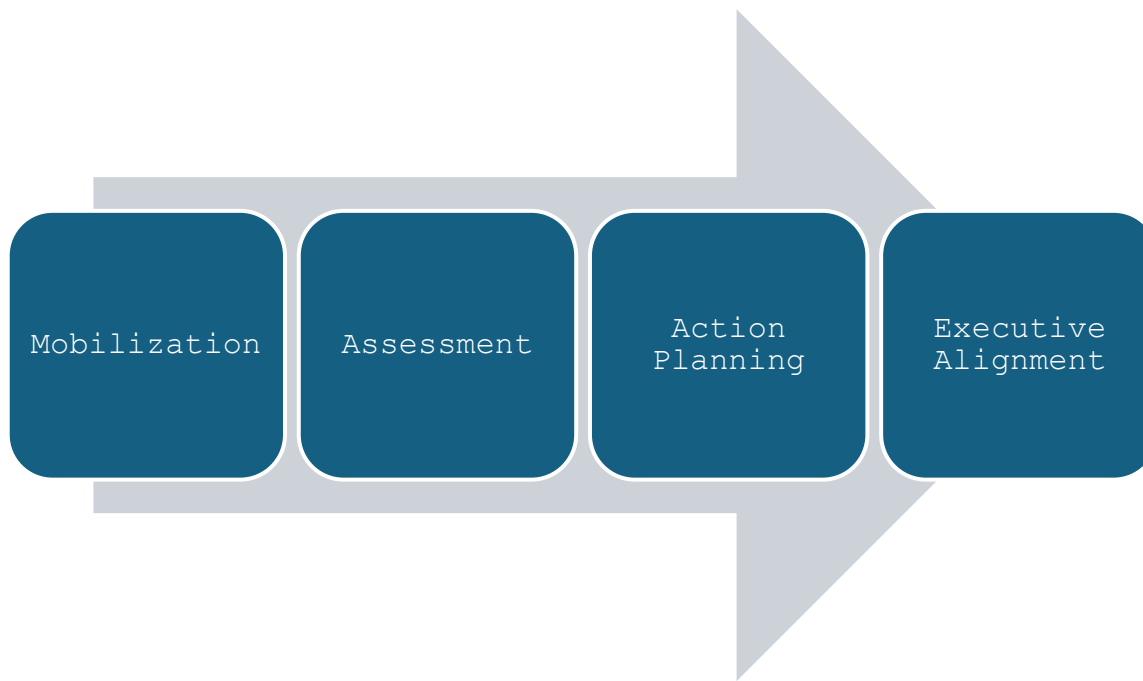 Mobilization
Assessment
Action
Planning
Executive
Alignment